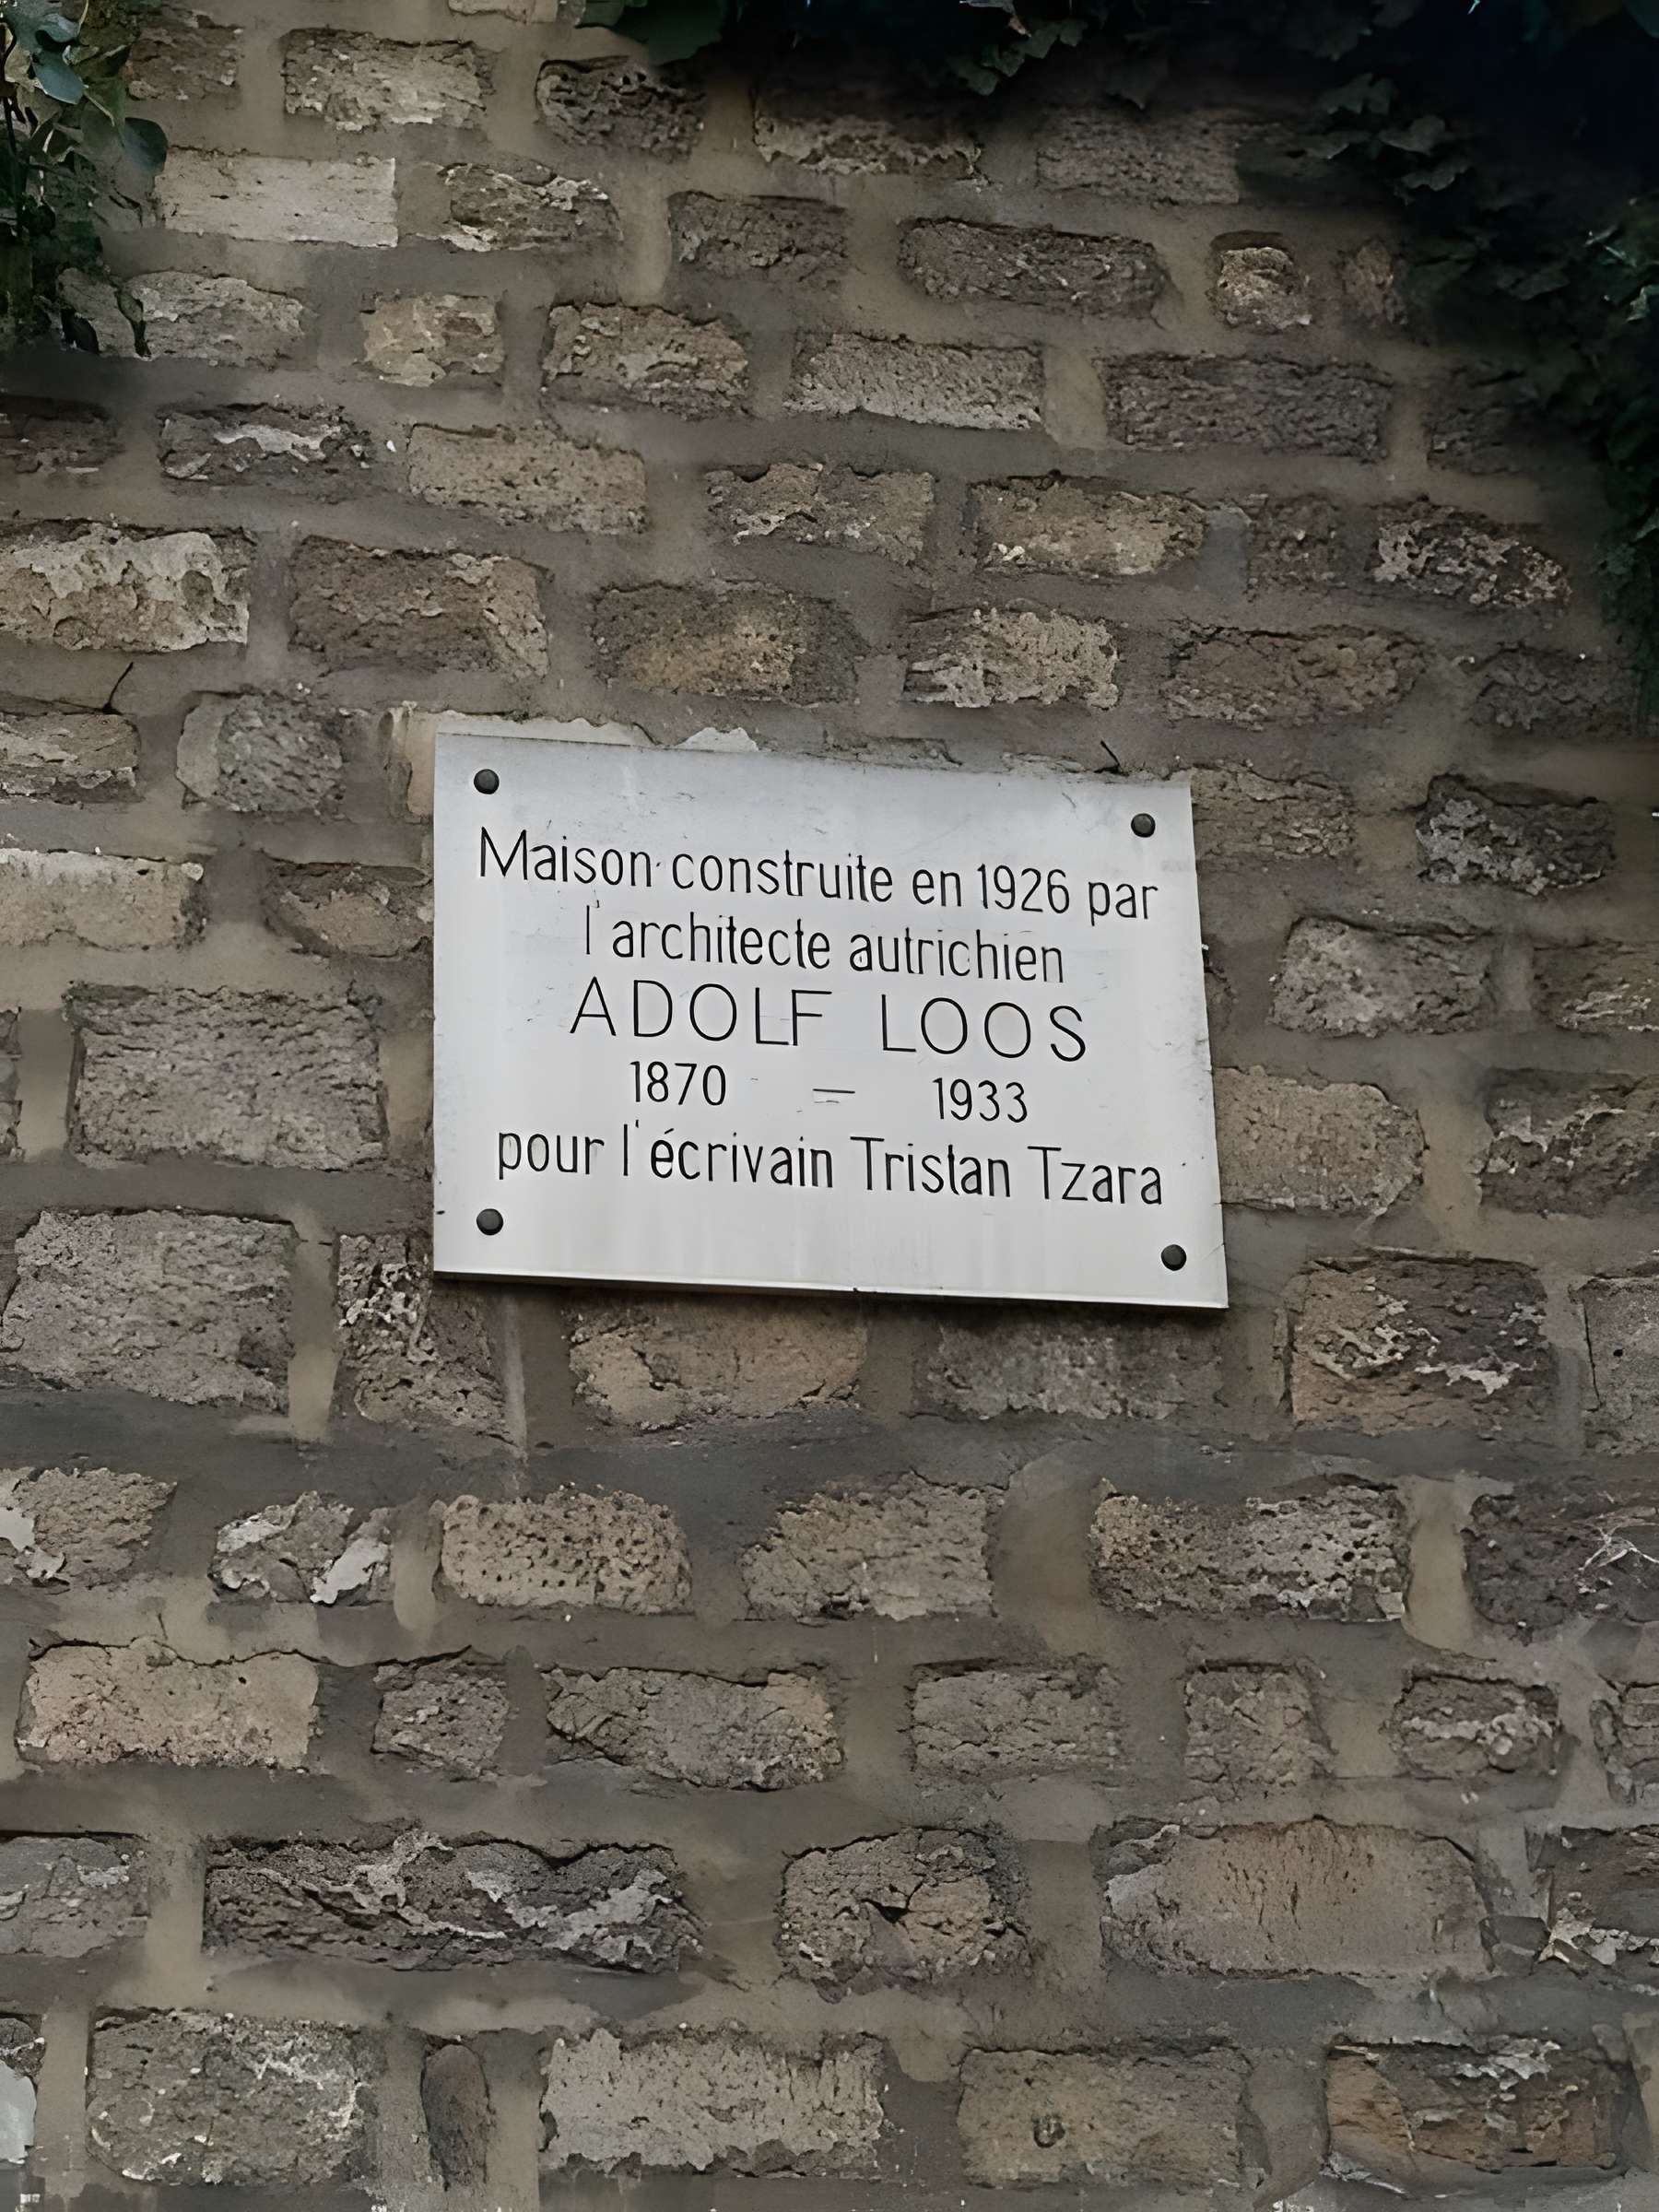 Maison construite en 1926 par
l'architecte autrichien
ADOLF LOOS
1870 – 1933
pour l'écrivain Tristan Tzara